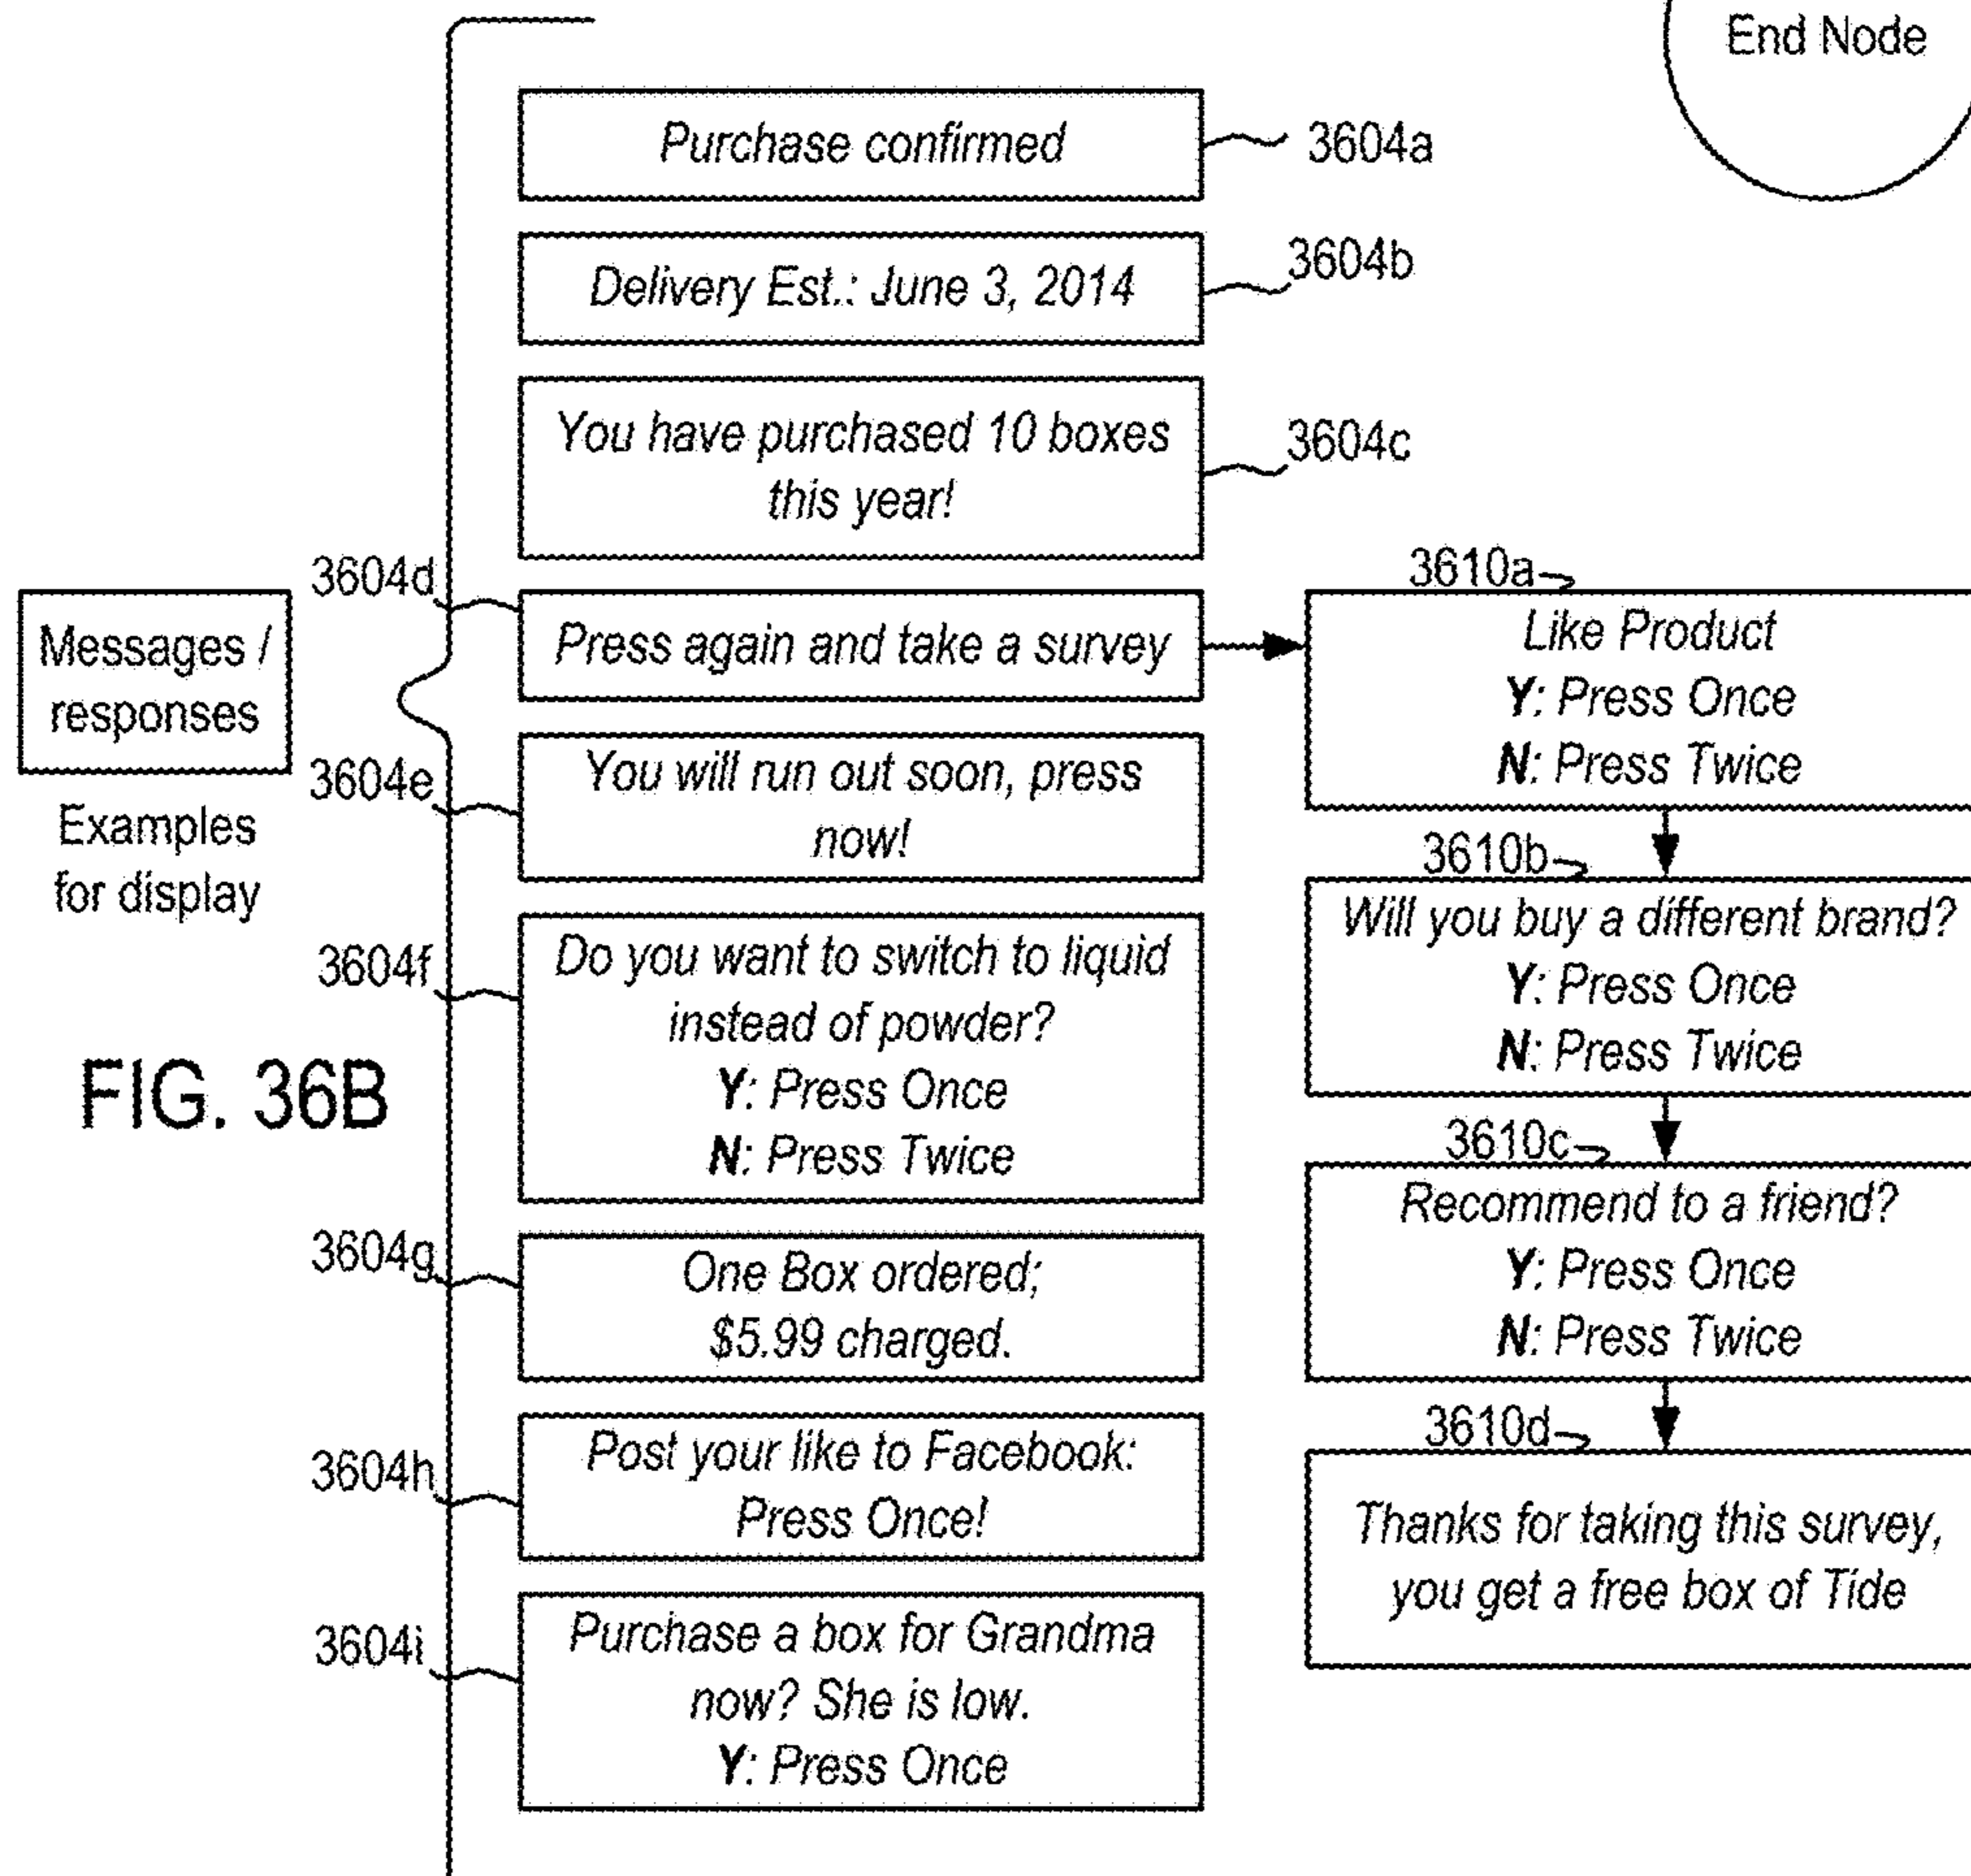 End Node
Purchase confirmed
3604a
Delivery Est.: June 3, 2014
3604b
You have purchased 10 boxes
this year!
3604c
Messages /
responses
Examples
for display
FIG. 36B
3604d
Press again and take a survey
3604e
You will run out soon, press
now!
3604f
Do you want to switch to liquid
instead of powder?
Y: Press Once
N: Press Twice
3604g
One Box ordered;
$5.99 charged.
3604h
Post your like to Facebook:
Press Once!
3604i
Purchase a box for Grandma
now? She is low.
Y: Press Once
3610a
Like Product
Y: Press Once
N: Press Twice
3610b
Will you buy a different brand?
Y: Press Once
N: Press Twice
3610c
Recommend to a friend?
Y: Press Once
N: Press Twice
3610d
Thanks for taking this survey,
you get a free box of Tide